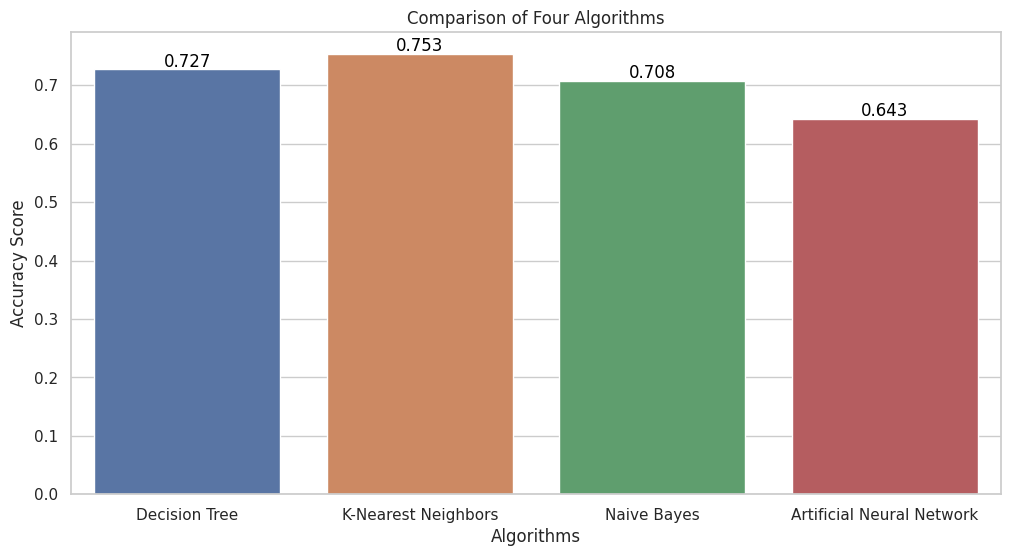 Comparison of Four Algorithms
0.727
0.753
0.708
0.643
Accuracy Score
0.7
0.6
0.5
0.4
0.3
0.2
0.1
0.0
Decision Tree
K-Nearest Neighbors
Naive Bayes
Artificial Neural Network
Algorithms